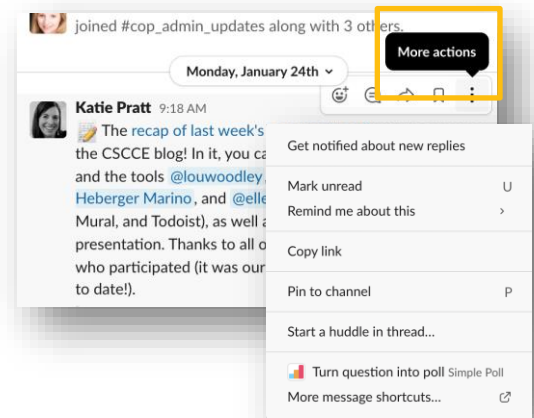 joined #cop_admin_updates along with 3 others.
More actions
Monday, January 24th
Katie Pratt 9:18 AM
The recap of last week's
the CSCCE blog! In it, you ca
and the tools @louwoodley
Heberger Marino, and @elle
Mural, and Todoist), as well a
presentation. Thanks to all o
who participated (it was our
to date!).
Get notified about new replies
Mark unread U
Remind me about this
Copy link
Pin to channel P
Start a huddle in thread...
Turn question into poll Simple Poll
More message shortcuts...